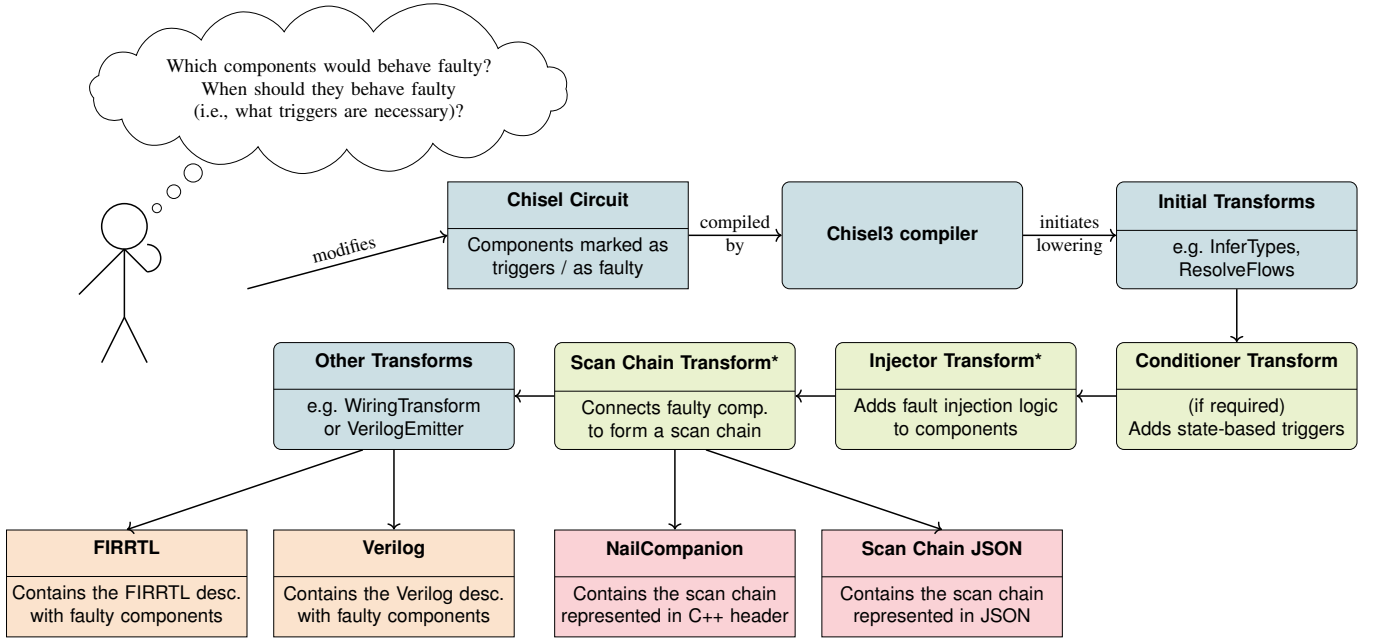 Which components would behave faulty?
When should they behave faulty
(i.e., what triggers are necessary)?
modifies
Chisel Circuit
Components marked as
triggers / as faulty
compiled
by
Chisel3 compiler
initiates
lowering
Initial Transforms
e.g. InferTypes,
ResolveFlows
Other Transforms
e.g. WiringTransform
or VerilogEmitter
Scan Chain Transform*
Connects faulty comp.
to form a scan chain
Injector Transform*
Adds fault injection logic
to components
Conditioner Transform
(if required)
Adds state-based triggers
FIRRTL
Contains the FIRRTL desc.
with faulty components
Verilog
Contains the Verilog desc.
with faulty components
NailCompanion
Contains the scan chain
represented in C++ header
Scan Chain JSON
Contains the scan chain
represented in JSON